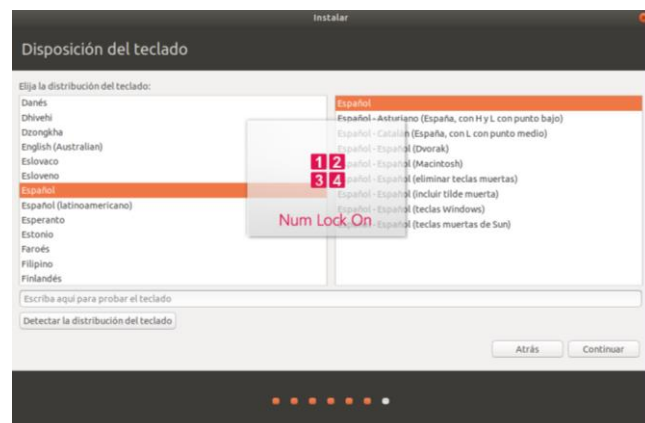 Instalar
Disposición del teclado
Elija la distribución del teclado:
Danés
Dhivehi
Dzongkha
English (Australian)
Eslovaco
Esloveno
Español
Español (latinoamericano)
Esperanto
Estonio
Faroés
Filipino
Finlandés
Español
Español - Asturiano (España, con H y L con punto bajo)
Español - Catalán (España, con L con punto medio)
Español - Español (Dvorak)
Español - Español (Macintosh)
Español - Español (eliminar teclas muertas)
Español - Español (incluir tilde muerta)
Español - Español (teclas Windows)
Español - Español (teclas muertas de Sun)
1 2
3 4
Num Lock On
Escriba aquí para probar el teclado
Detectar la distribución del teclado
Atrás
Continuar